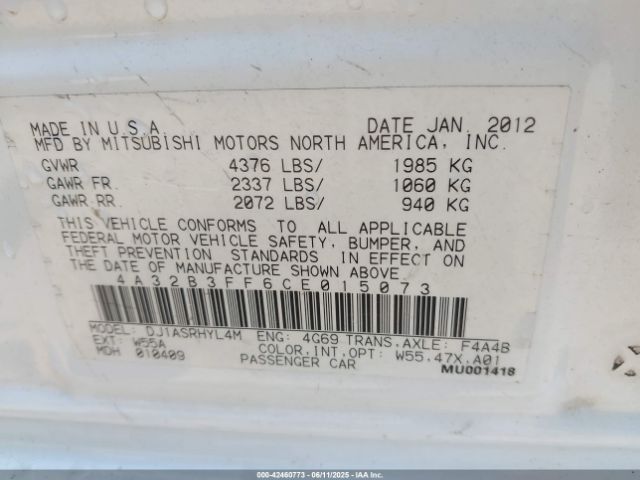 MADE IN U.S.A. DATE JAN. 2012
MFD BY MITSUBISHI MOTORS NORTH AMERICA, INC.
GVWR 4376 LBS/ 1985 KG
GAWR FR. 2337 LBS/ 1060 KG
GAWR RR. 2072 LBS/ 940 KG
THIS VEHICLE CONFORMS TO ALL APPLICABLE
FEDERAL MOTOR VEHICLE SAFETY, BUMPER, AND
THEFT PREVENTION STANDARDS IN EFFECT ON
THE DATE OF MANUFACTURE SHOWN ABOVE.
4A32B3FF6CE015073
MODEL: DJ1ASRHYL4M ENG: 4G69 TRANS.AXLE: F4A4B
EXT: W55A COLOR.INT.OPT: W55.47X.A01
MDH 010409 PASSENGER CAR
MU001418
000-42460773 - 06/11/2025 - IAA